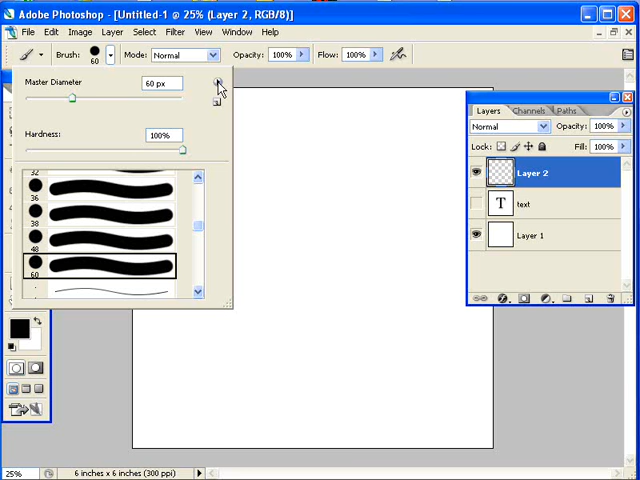 Adobe Photoshop - [Untitled-1 @ 25% (Layer 2, RGB/8)]
File Edit Image Layer Select Filter View Window Help
Brush: 60 Mode: Normal Opacity: 100% Flow: 100%
Master Diameter 60 px
Hardness: 100%
32
36
38
48
60
Layers Channels Paths
Normal Opacity: 100%
Lock: Fill: 100%
Layer 2
T text
Layer 1
25% 6 inches x 6 inches (300 ppi)